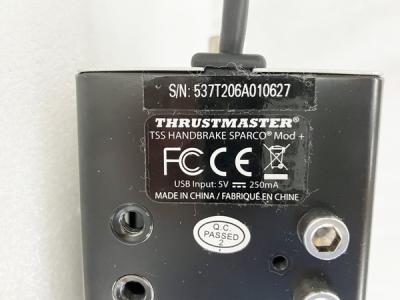 S/N: 537T206A010627
THRUSTMASTER®
TSS HANDBRAKE SPARCO® Mod +
FC CE
USB Input: 5V ⎓ 250mA
MADE IN CHINA / FABRIQUÉ EN CHINE
Q.C.
PASSED
2